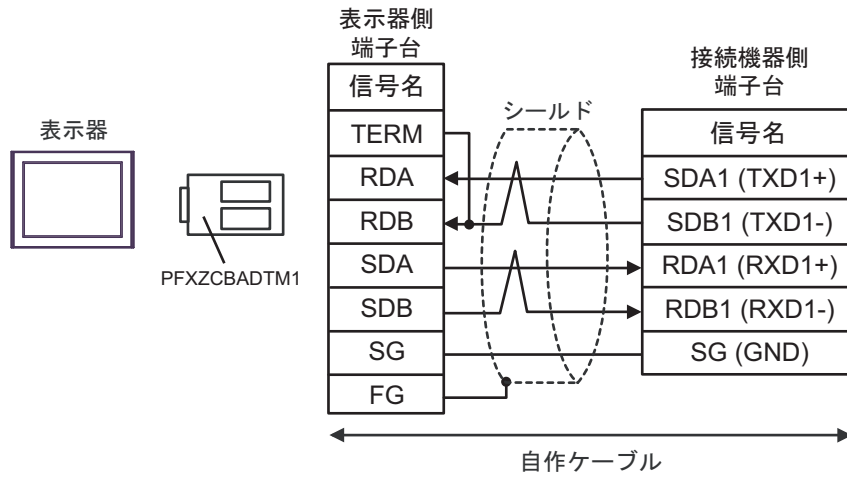 表示器
PFXZCBADTM1
表示器側
端子台
信号名
TERM
RDA
RDB
SDA
SDB
SG
FG
シールド
接続機器側
端子台
信号名
SDA1 (TXD1+)
SDB1 (TXD1-)
RDA1 (RXD1+)
RDB1 (RXD1-)
SG (GND)
自作ケーブル